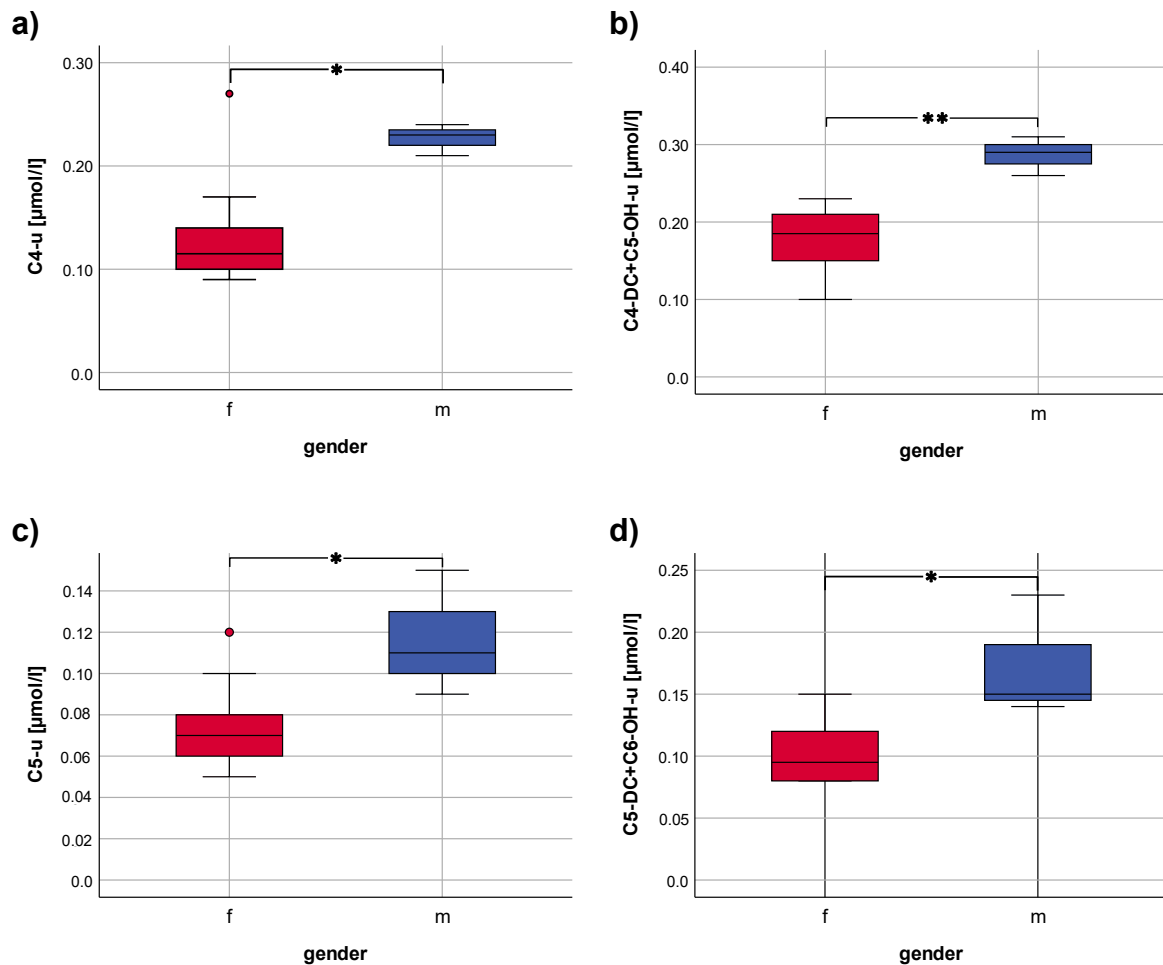 a)
C4-u [µmol/l]
0.30
0.20
0.10
0.0
*
f
m
gender
b)
C4-DC+C5-OH-u [µmol/l]
0.40
0.30
0.20
0.10
0.0
**
f
m
gender
c)
C5-u [µmol/l]
0.14
0.12
0.10
0.08
0.06
0.04
0.02
0.0
*
f
m
gender
d)
C5-DC+C6-OH-u [µmol/l]
0.25
0.20
0.15
0.10
0.05
0.0
*
f
m
gender